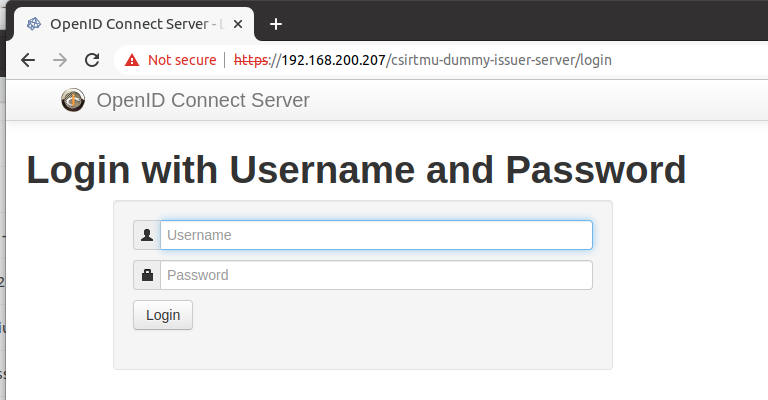 OpenID Connect Server - L
Not secure | https://192.168.200.207/csirtmu-dummy-issuer-server/login
OpenID Connect Server
Login with Username and Password
Username
Password
Login